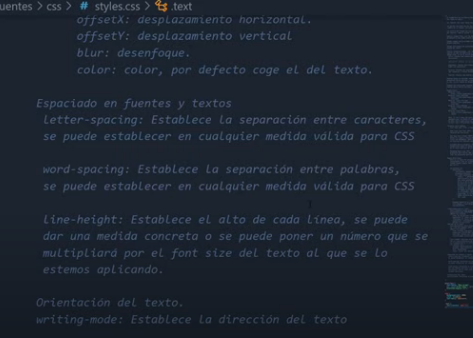 uentes > css > # styles.css > .text
offsetX: desplazamiento horizontal.
offsetY: desplazamiento vertical
blur: desenfoque.
color: color, por defecto coge el del texto.
Espaciado en fuentes y textos
letter-spacing: Establece la separación entre caracteres,
se puede establecer en cualquier medida válida para CSS
word-spacing: Establece la separación entre palabras,
se puede establecer en cualquier medida válida para CSS
line-height: Establece el alto de cada línea, se puede
dar una medida concreta o se puede poner un número que se
multipliará por el font size del texto al que se lo
estemos aplicando.
Orientación del texto.
writing-mode: Establece la dirección del texto